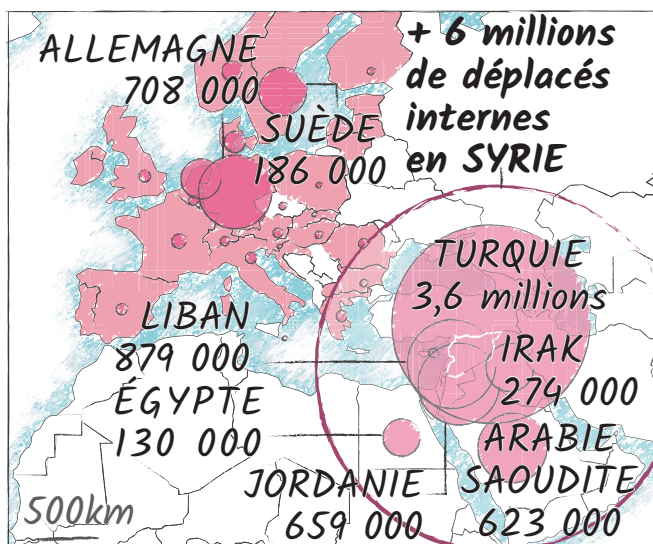 ALLEMAGNE
708 000
+ 6 millions
de déplacés
internes
en SYRIE
SUÈDE
186 000
TURQUIE
3,6 millions
LIBAN
879 000
IRAK
274 000
ÉGYPTE
130 000
ARABIE
SAOUDITE
623 000
JORDANIE
659 000
500km